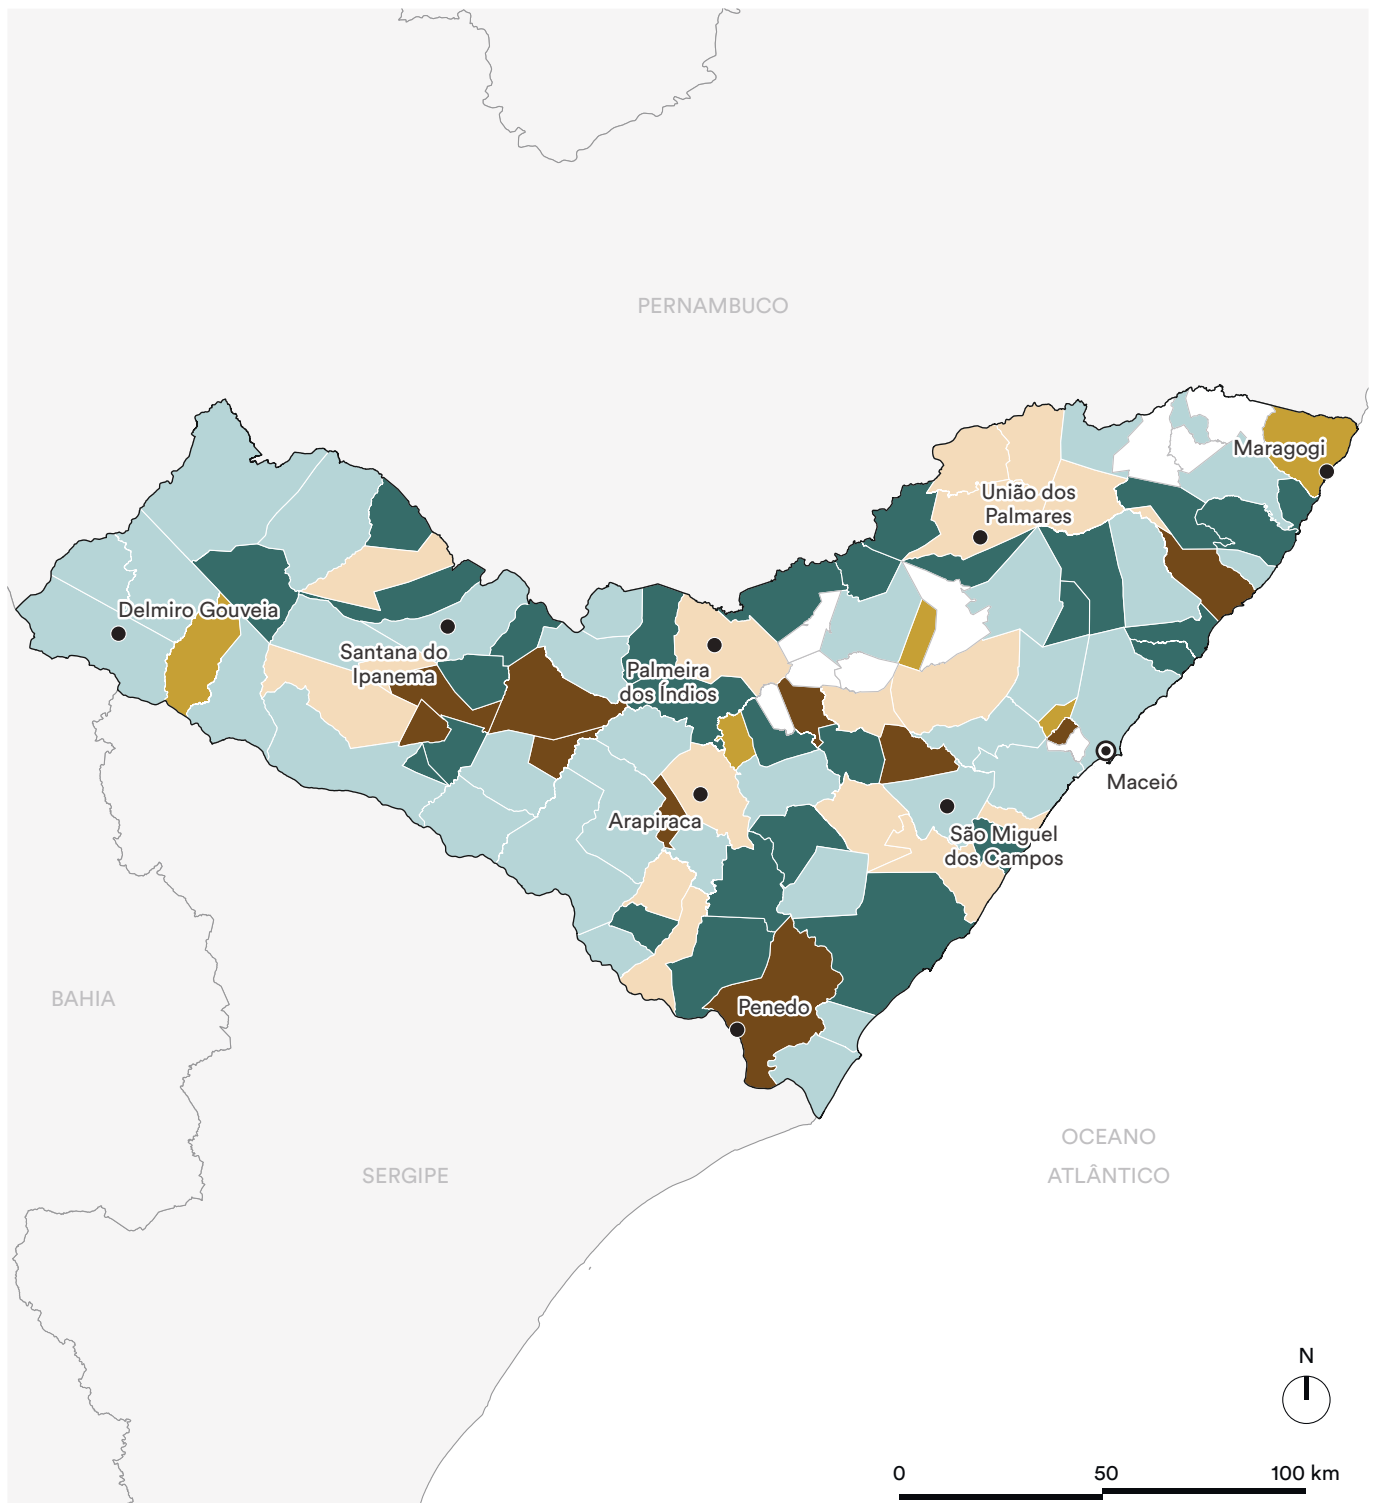 PERNAMBUCO
Maragogi
União dos
Palmares
Delmiro Gouveia
Santana do
Ipanema
Palmeira
dos Índios
Maceió
Arapiraca
São Miguel
dos Campos
BAHIA
Penedo
OCEANO
ATLÂNTICO
SERGIPE
N
0 50 100 km